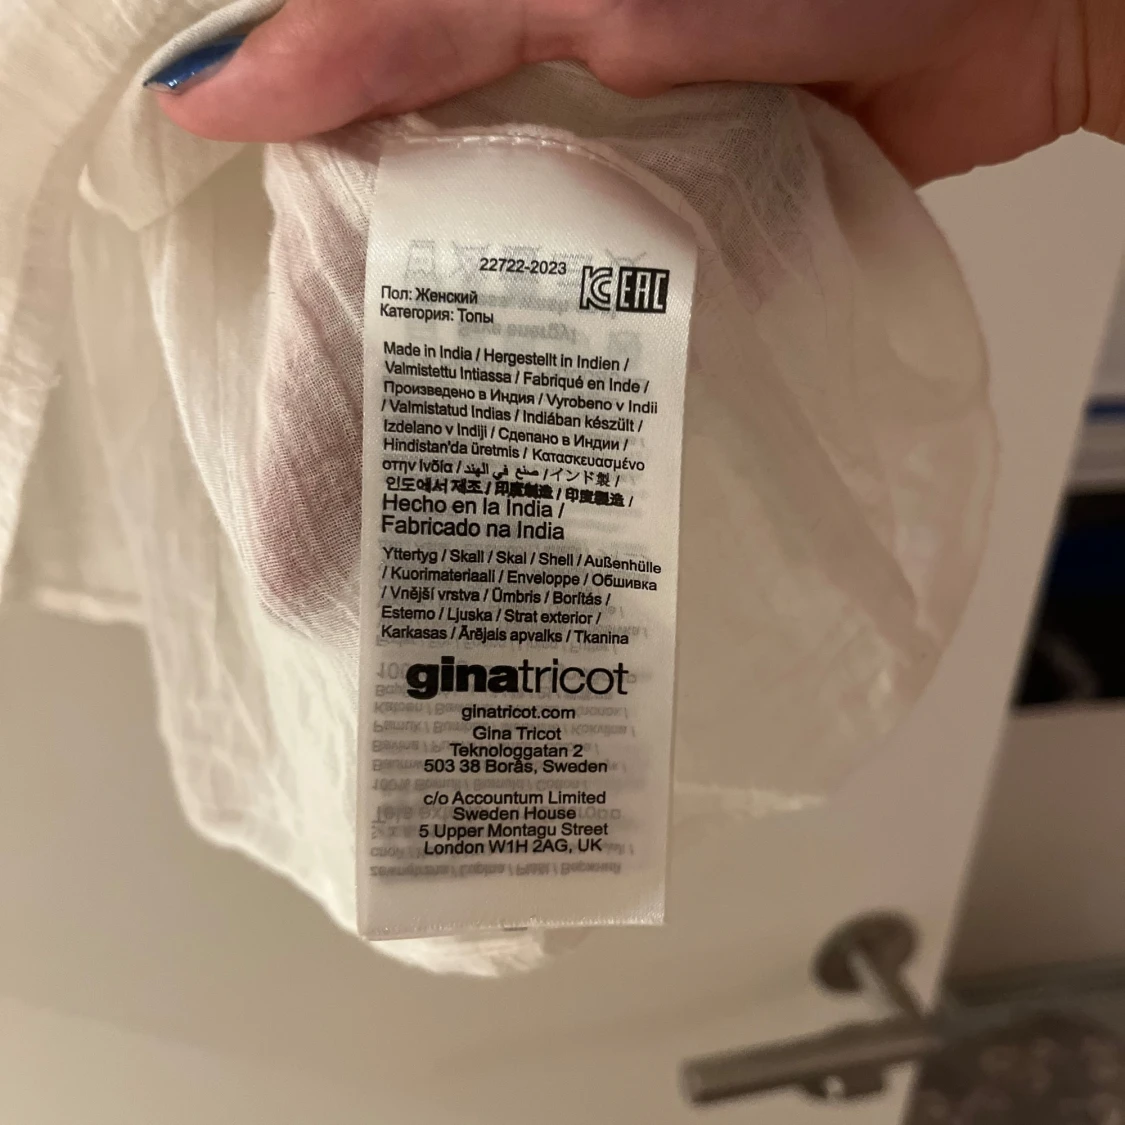 22722-2023
EAC
Пол: Женский
Категория: Топы
Made in India / Hergestellt in Indien /
Valmistettu Intiassa / Fabriqué en Inde /
Произведено в Индия / Vyrobeno v Indii
/ Valmistatud Indias / Indiában készült /
Izdelano v Indiji / Сделано в Индии /
Hindistan'da üretmis / Κατασκευασμένο
στην Ινδία / صنع في الهند / インド製 /
인도에서 제조 / 印度製造 / 印度製造 /
Hecho en la India /
Fabricado na India
Yttertyg / Skall / Skal / Shell / Außenhülle
/ Kuorimateriaali / Enveloppe / Обшивка
/ Vnější vrstva / Ümbris / Borítás /
Esterno / Ljuska / Strat exterior /
Karkasas / Ārējais apvalks / Tkanina
ginatricot
ginatricot.com
Gina Tricot
Teknologgatan 2
503 38 Borås, Sweden
c/o Accountum Limited
Sweden House
5 Upper Montagu Street
London W1H 2AG, UK